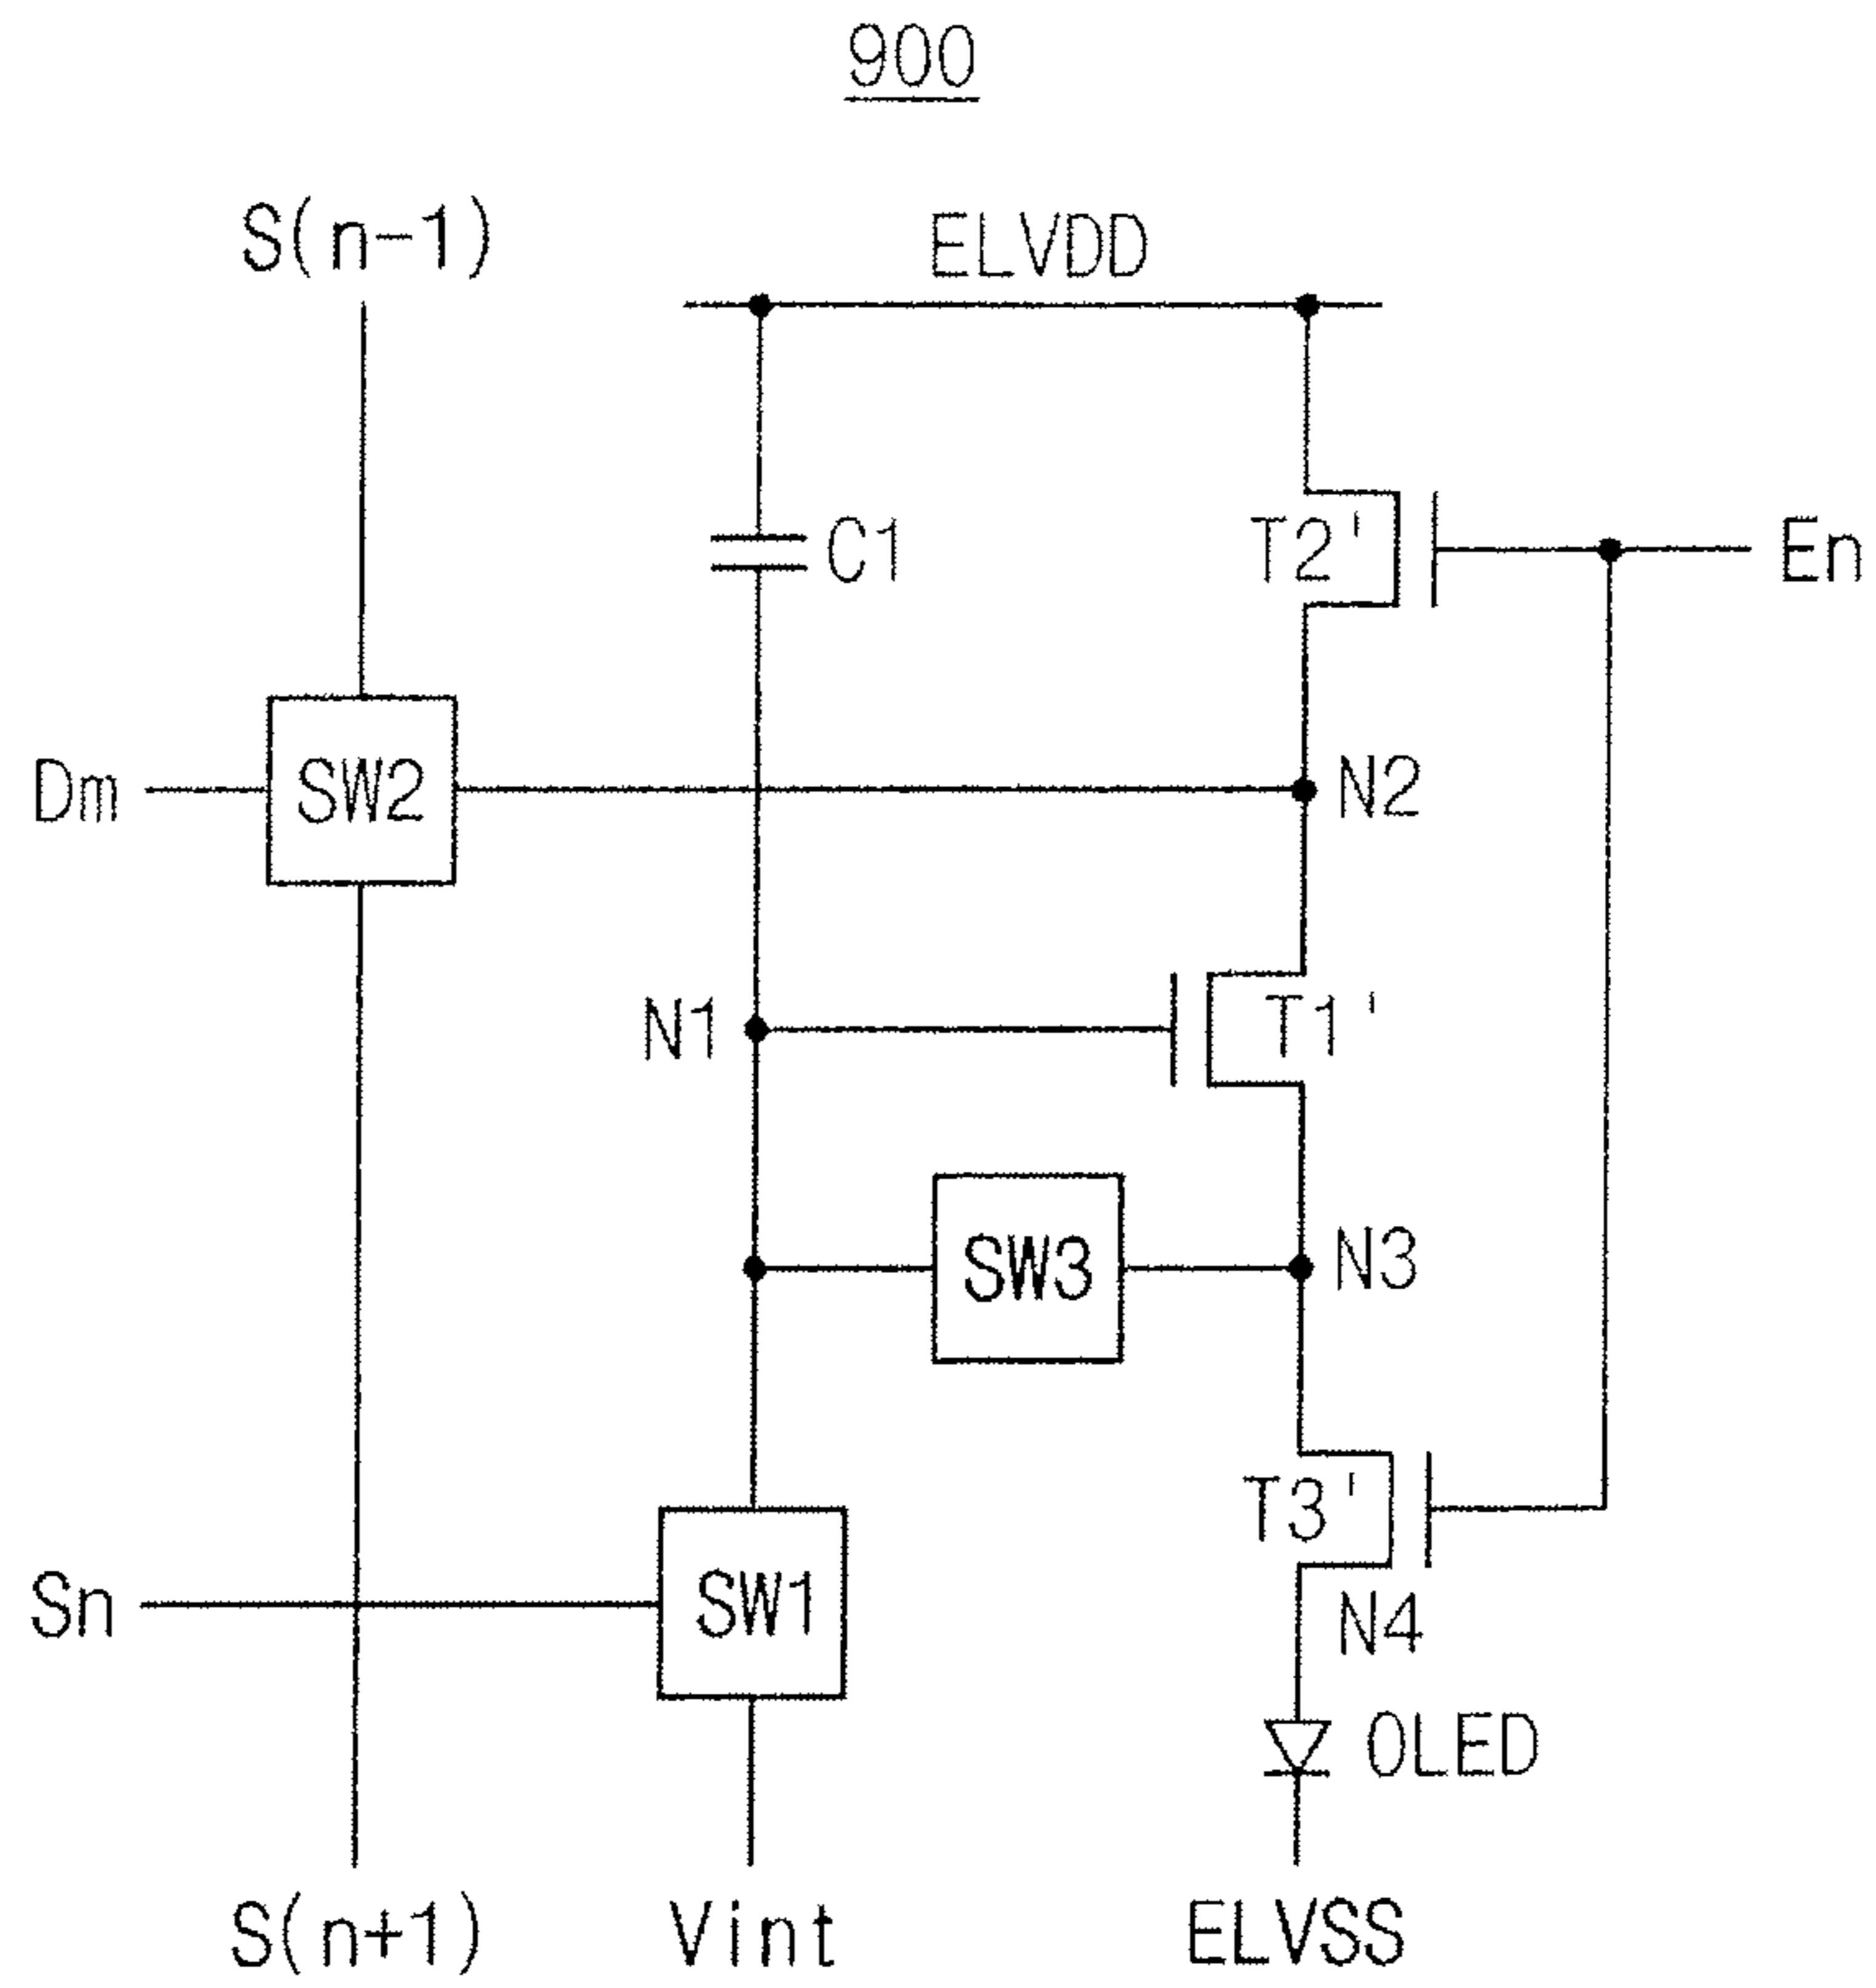 900
S(n-1)
ELVDD
C1
T2'
En
Dm
SW2
N2
N1
T1'
SW3
N3
T3'
Sn
SW1
N4
OLED
S(n+1)
Vint
ELVSS